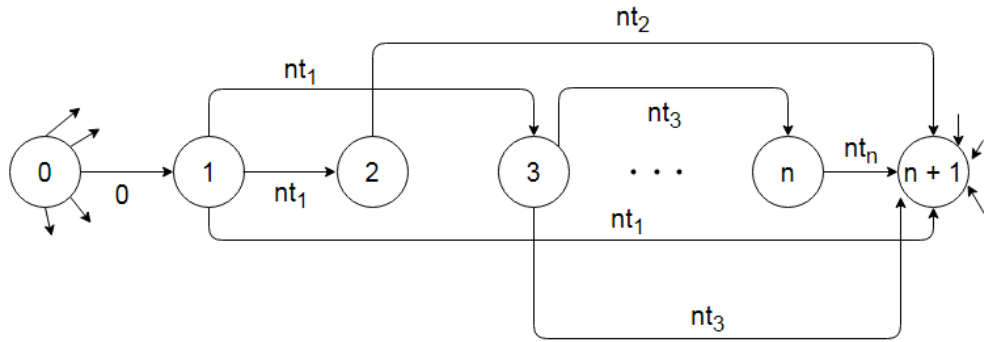 nt₂
nt₁
nt₃
0 1 2 3 . . . n ntₙ n + 1
0 nt₁
nt₁
nt₃